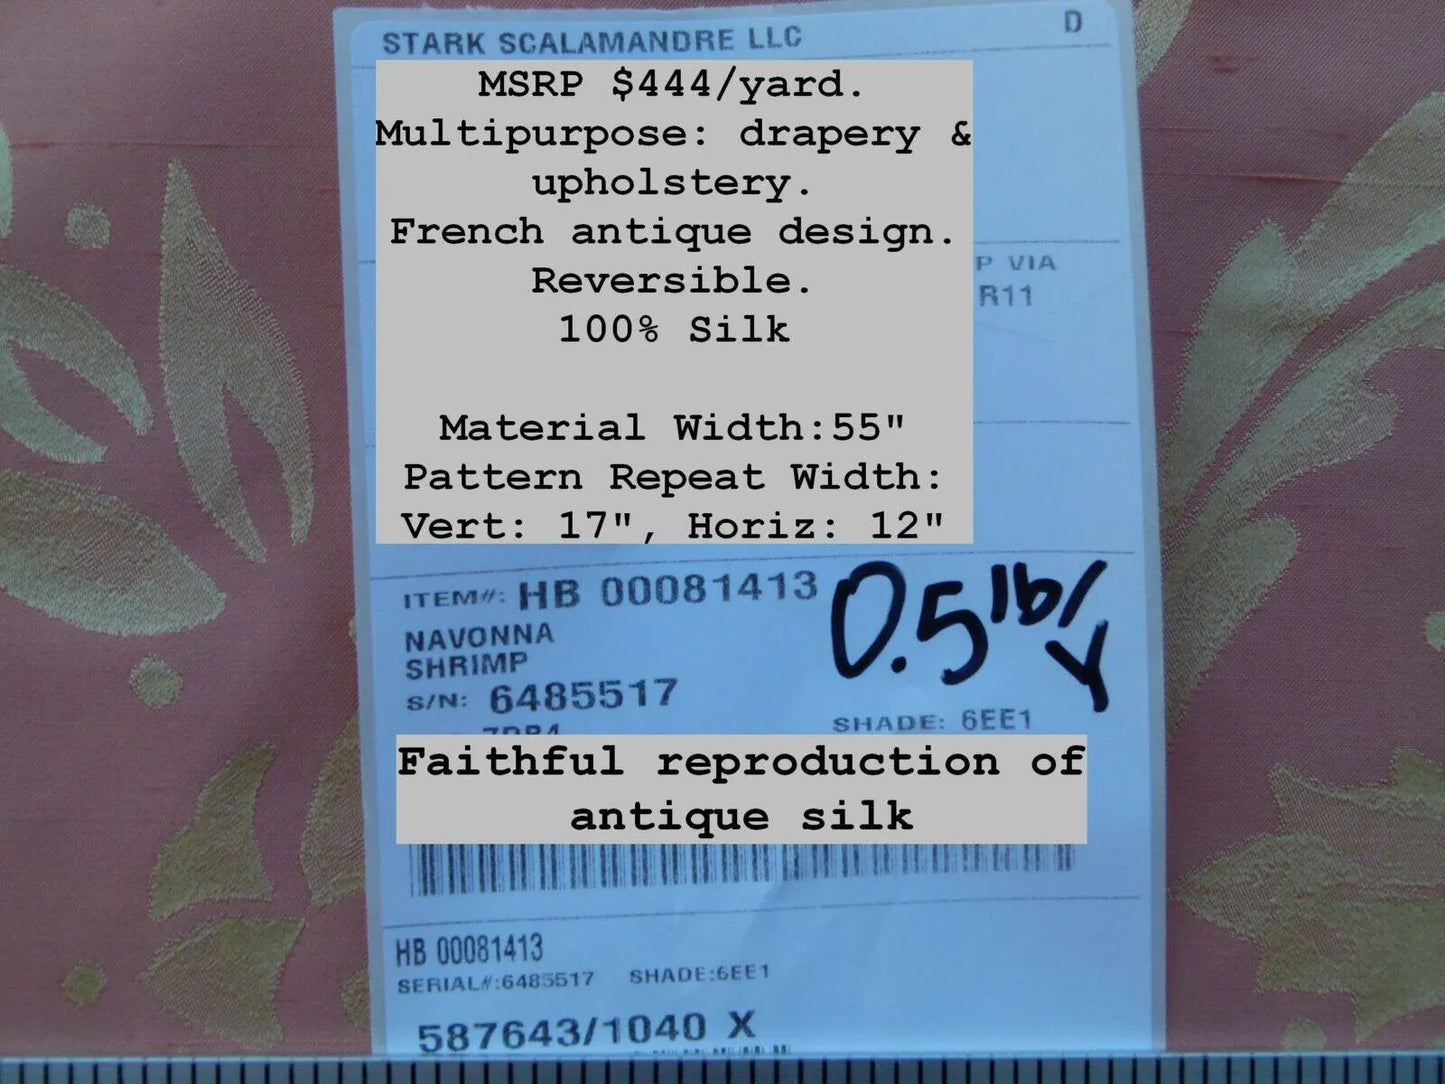 STARK SCALAMANDRE LLC D
MSRP $444/yard.
Multipurpose: drapery &
upholstery.
French antique design.
Reversible.
100% Silk
P VIA
R11
Material Width:55"
Pattern Repeat Width:
Vert: 17", Horiz: 12"
ITEM#: HB 00081413
0.5 lb/
Y
NAVONNA
SHRIMP
S/N: 6485517
SHADE: 6EE1
Faithful reproduction of
antique silk
HB 00081413
SERIAL#:6485517 SHADE:6EE1
587643/1040 X